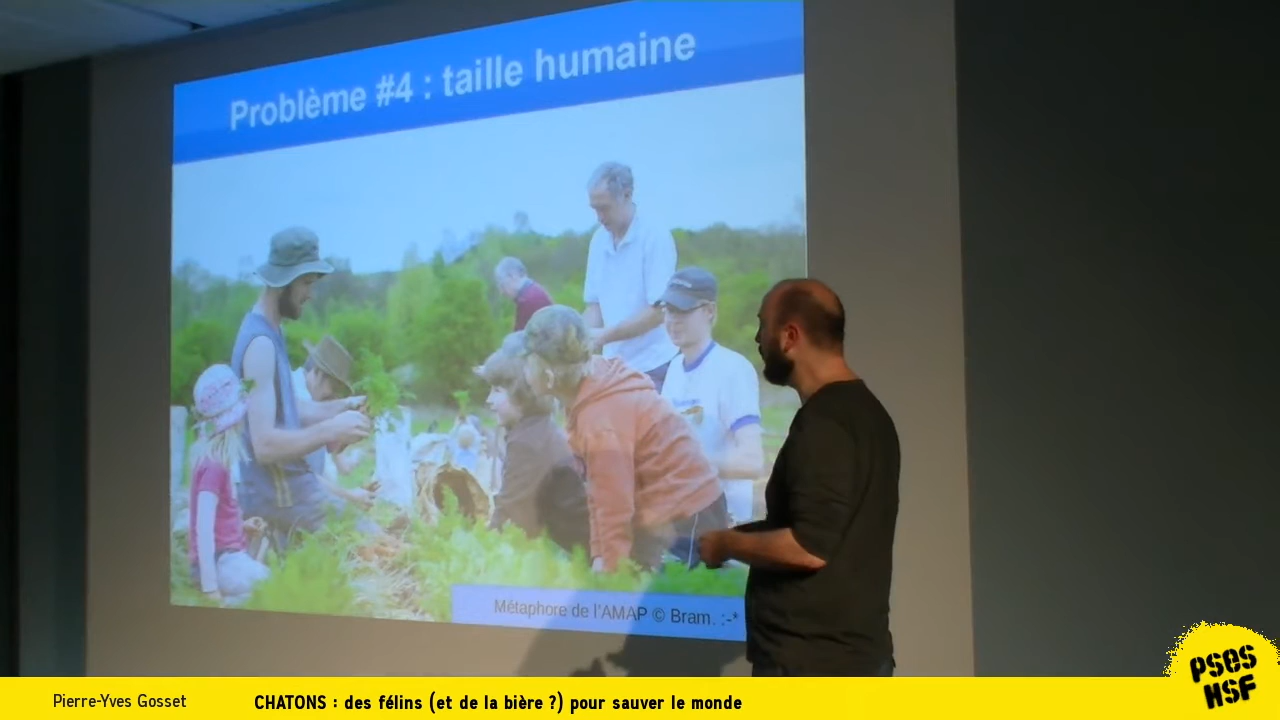 Problème #4 : taille humaine
Métaphore de l'AMAP © Bram. :-*
Pierre-Yves Gosset
CHATONS : des félins (et de la bière ?) pour sauver le monde
PSES
HSF